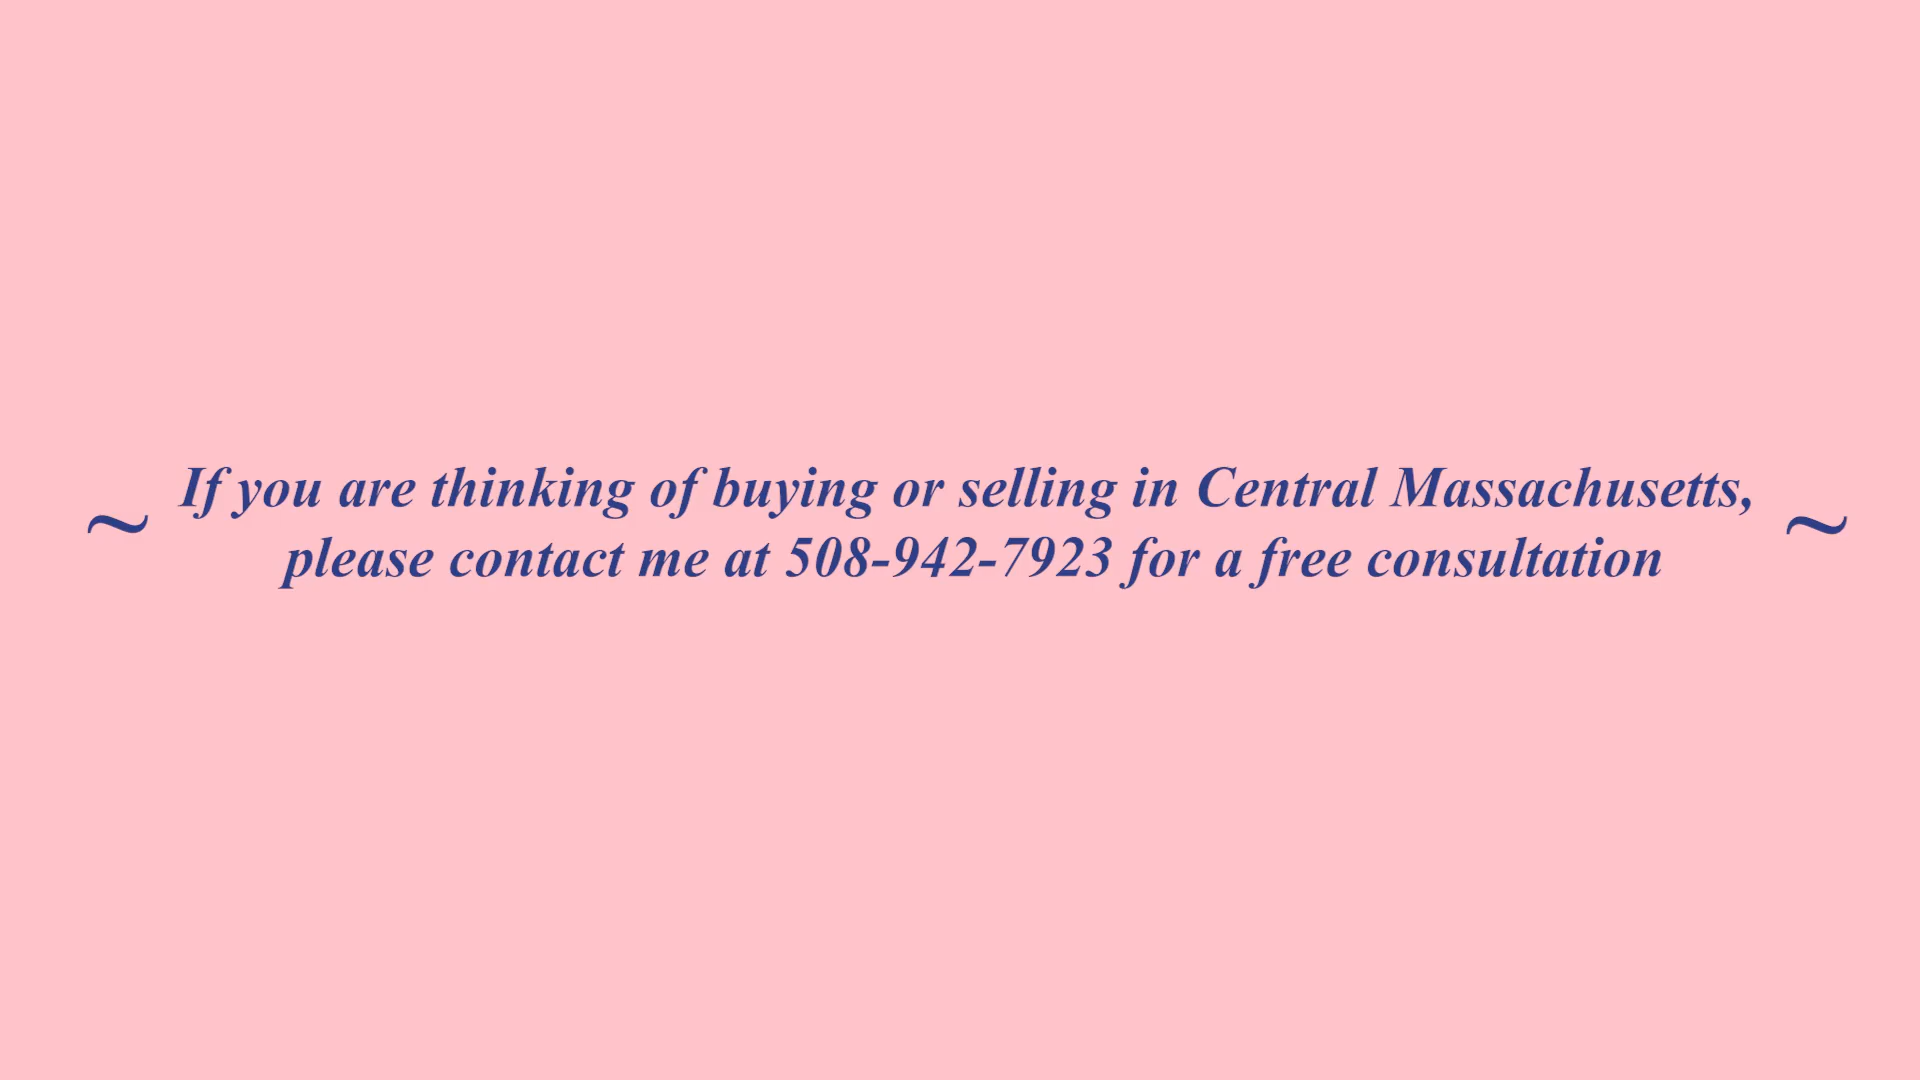 If you are thinking of buying or selling in Central Massachusetts,
~ please contact me at 508-942-7923 for a free consultation ~